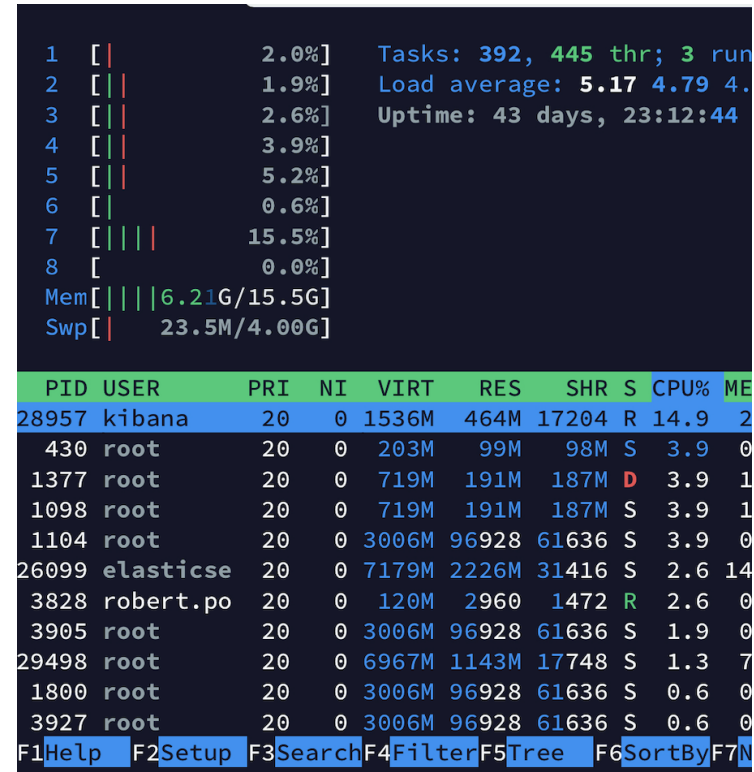 1 [| 2.0%] Tasks: 392, 445 thr; 3 run
2 [|| 1.9%] Load average: 5.17 4.79 4.
3 [|| 2.6%] Uptime: 43 days, 23:12:44
4 [|| 3.9%]
5 [|| 5.2%]
6 [| 0.6%]
7 [|||| 15.5%]
8 [ 0.0%]
Mem[||||6.21G/15.5G]
Swp[| 23.5M/4.00G]
PID USER PRI NI VIRT RES SHR S CPU% ME
28957 kibana 20 0 1536M 464M 17204 R 14.9 2
430 root 20 0 203M 99M 98M S 3.9 0
1377 root 20 0 719M 191M 187M D 3.9 1
1098 root 20 0 719M 191M 187M S 3.9 1
1104 root 20 0 3006M 96928 61636 S 3.9 0
26099 elasticse 20 0 7179M 2226M 31416 S 2.6 14
3828 robert.po 20 0 120M 2960 1472 R 2.6 0
3905 root 20 0 3006M 96928 61636 S 1.9 0
29498 root 20 0 6967M 1143M 17748 S 1.3 7
1800 root 20 0 3006M 96928 61636 S 0.6 0
3927 root 20 0 3006M 96928 61636 S 0.6 0
F1Help F2Setup F3SearchF4FilterF5Tree F6SortByF7N